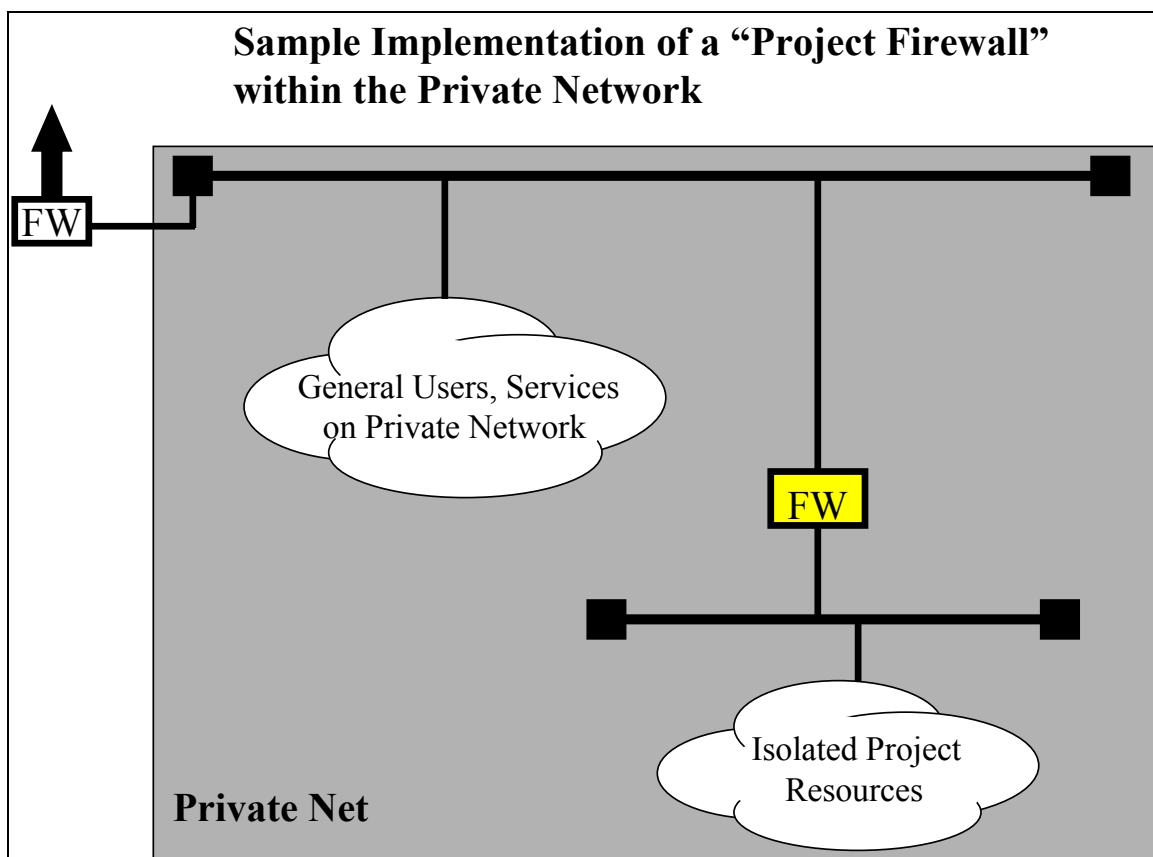 Sample Implementation of a “Project Firewall”
within the Private Network
FW
General Users, Services
on Private Network
FW
Isolated Project
Resources
Private Net